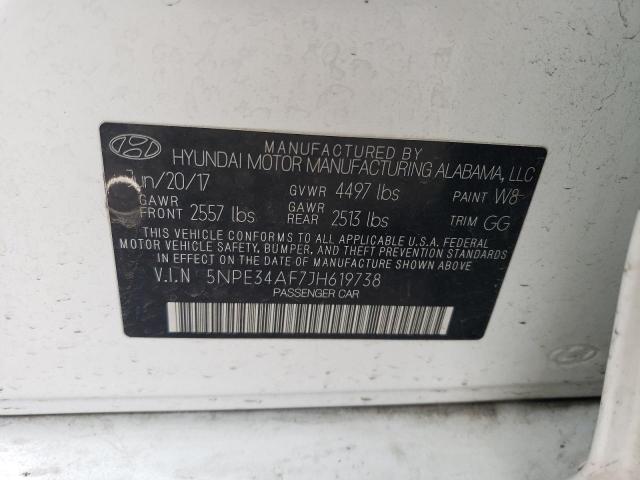 MANUFACTURED BY
HYUNDAI MOTOR MANUFACTURING ALABAMA, LLC
Jun/20/17 GVWR 4497 lbs PAINT W8
GAWR FRONT 2557 lbs GAWR REAR 2513 lbs TRIM GG
THIS VEHICLE CONFORMS TO ALL APPLICABLE U.S.A. FEDERAL
MOTOR VEHICLE SAFETY, BUMPER, AND THEFT PREVENTION STANDARDS
IN EFFECT ON THE DATE OF MANUFACTURE SHOWN ABOVE.
V.I.N 5NPE34AF7JH619738
PASSENGER CAR